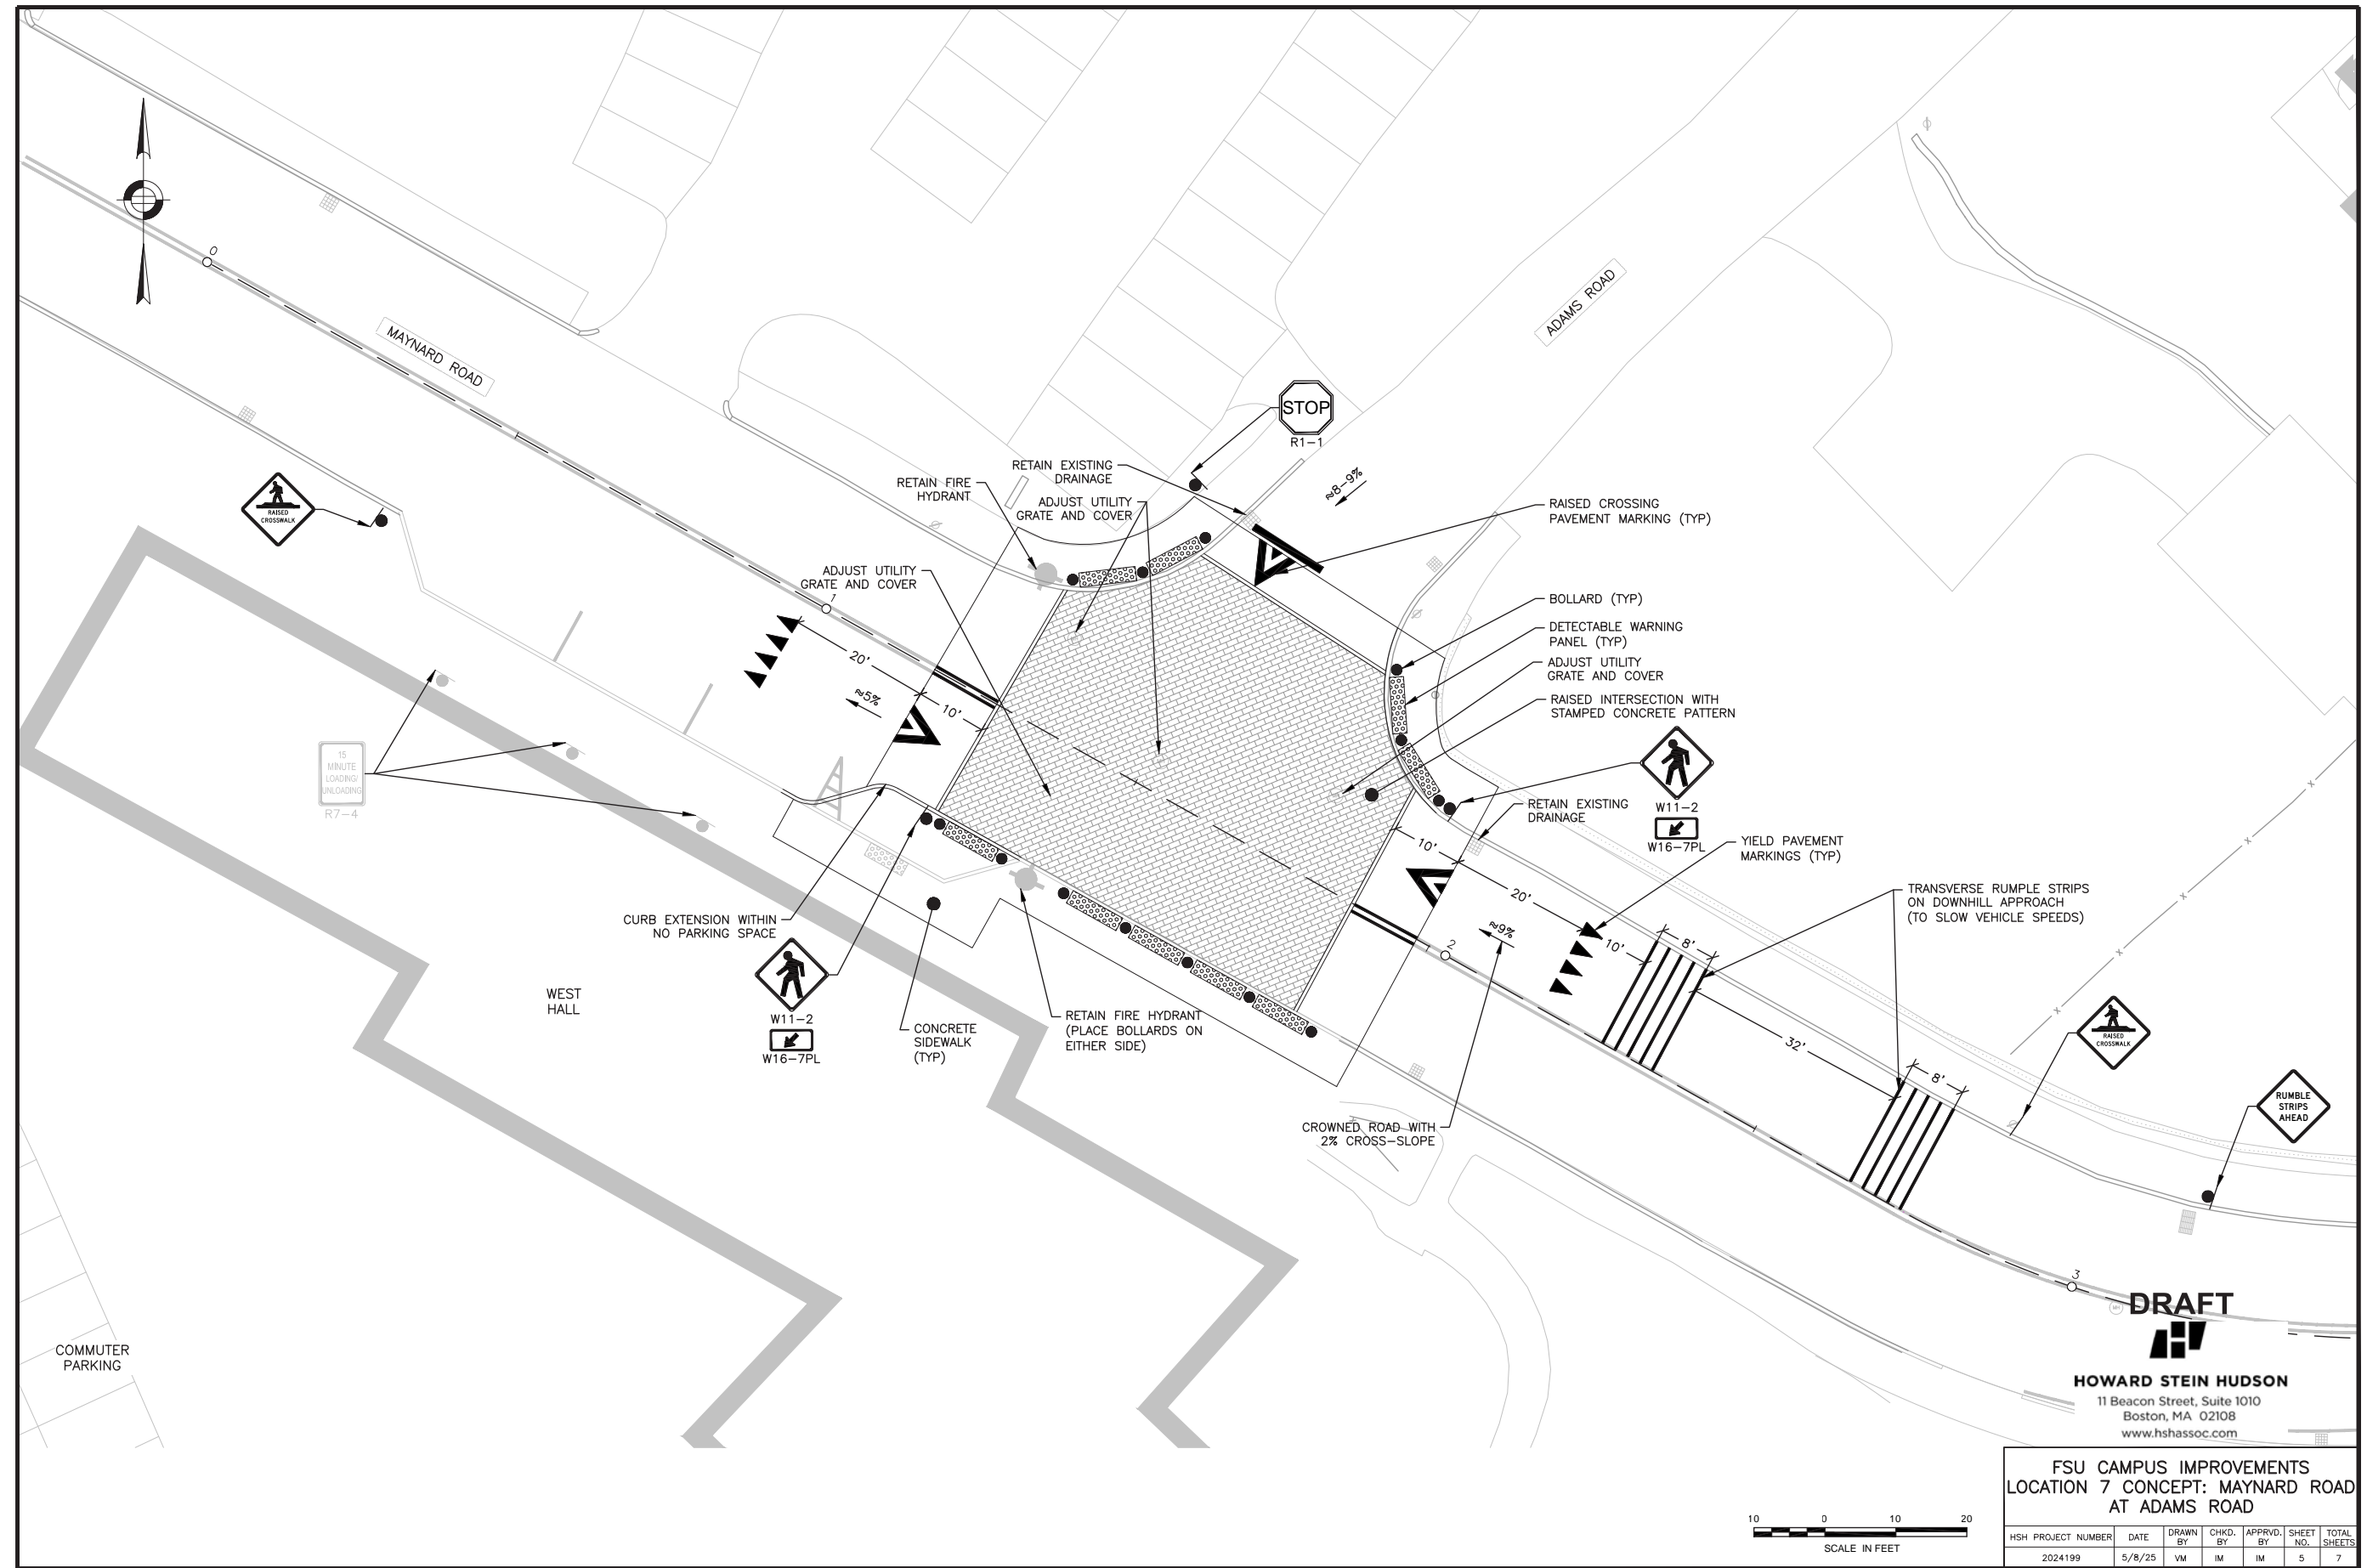 0
MAYNARD ROAD
ADAMS ROAD
STOP
R1-1
RETAIN EXISTING
DRAINAGE
≈8-9%
RETAIN FIRE
HYDRANT
ADJUST UTILITY
GRATE AND COVER
RAISED CROSSING
PAVEMENT MARKING (TYP)
RAISED
CROSSWALK
ADJUST UTILITY
GRATE AND COVER
1
BOLLARD (TYP)
DETECTABLE WARNING
PANEL (TYP)
ADJUST UTILITY
GRATE AND COVER
20'
≈5%
10'
RAISED INTERSECTION WITH
STAMPED CONCRETE PATTERN
15
MINUTE
LOADING/
UNLOADING
R7-4
W11-2
W16-7PL
RETAIN EXISTING
DRAINAGE
10'
20'
YIELD PAVEMENT
MARKINGS (TYP)
TRANSVERSE RUMPLE STRIPS
ON DOWNHILL APPROACH
(TO SLOW VEHICLE SPEEDS)
CURB EXTENSION WITHIN
NO PARKING SPACE
≈9%
2
10'
8'
WEST
HALL
W11-2
W16-7PL
CONCRETE
SIDEWALK
(TYP)
RETAIN FIRE HYDRANT
(PLACE BOLLARDS ON
EITHER SIDE)
32'
RAISED
CROSSWALK
8'
RUMBLE
STRIPS
AHEAD
CROWNED ROAD WITH
2% CROSS-SLOPE
3
DRAFT
COMMUTER
PARKING
HOWARD STEIN HUDSON
11 Beacon Street, Suite 1010
Boston, MA 02108
www.hshassoc.com
FSU CAMPUS IMPROVEMENTS
LOCATION 7 CONCEPT: MAYNARD ROAD
AT ADAMS ROAD
10 0 10 20
SCALE IN FEET
HSH PROJECT NUMBER DATE DRAWN BY CHKD. BY APPRVD. BY SHEET NO. TOTAL SHEETS
2024199 5/8/25 VM IM IM 5 7